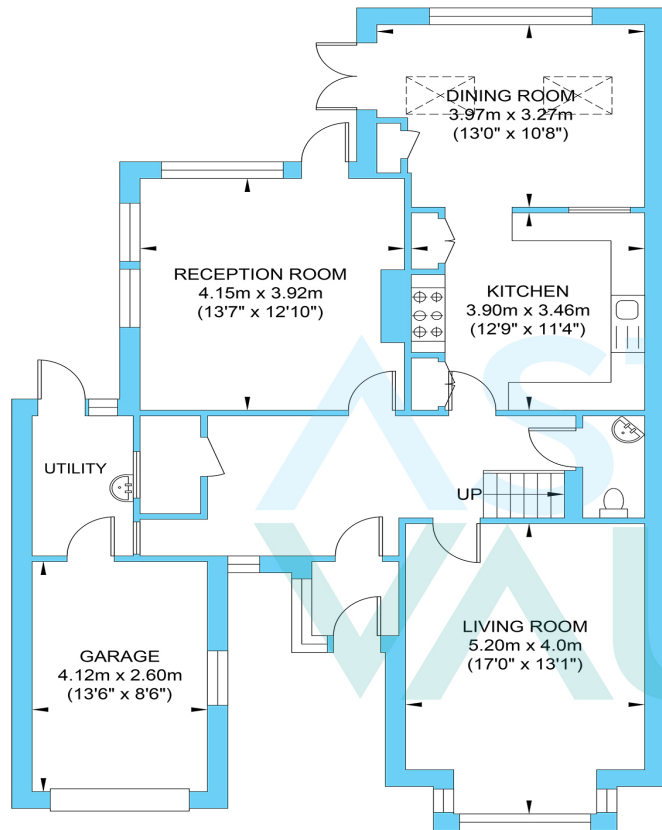 DINING ROOM
3.97m x 3.27m
(13'0" x 10'8")
RECEPTION ROOM
4.15m x 3.92m
(13'7" x 12'10")
KITCHEN
3.90m x 3.46m
(12'9" x 11'4")
UTILITY
UP
LIVING ROOM
5.20m x 4.0m
(17'0" x 13'1")
GARAGE
4.12m x 2.60m
(13'6" x 8'6")
AS
VAU